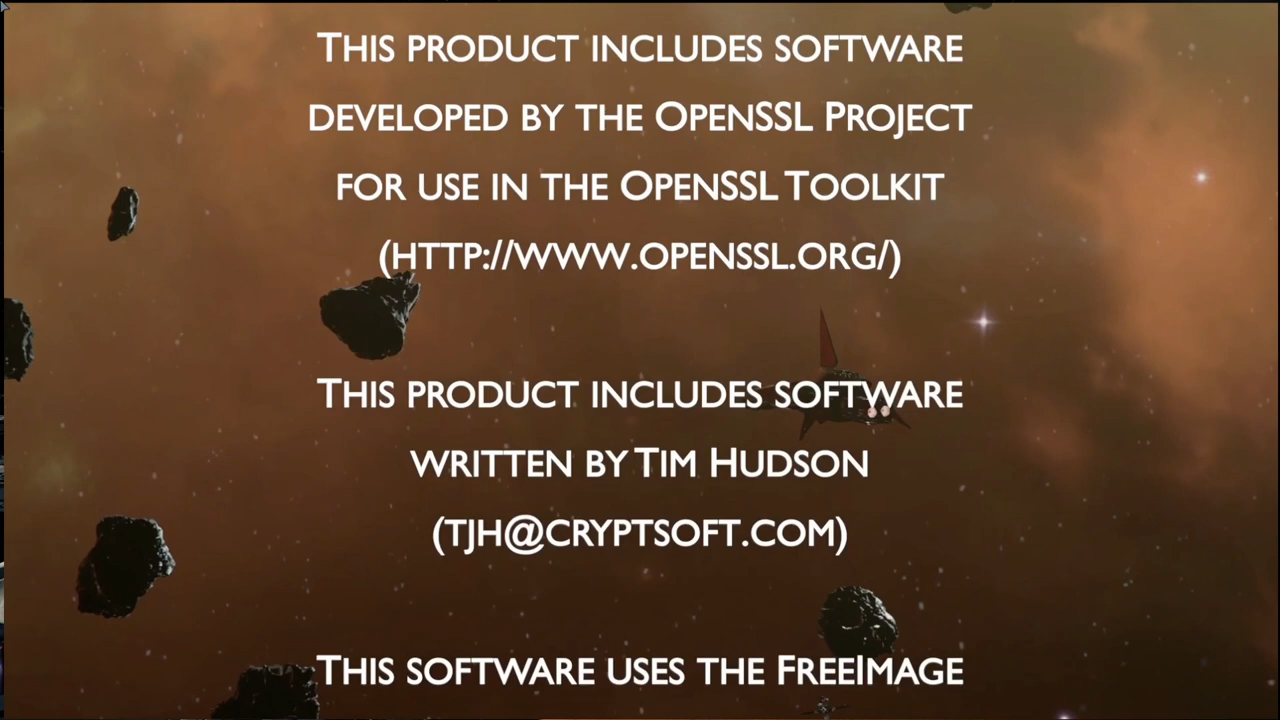 This product includes software
developed by the OpenSSL Project
for use in the OpenSSL Toolkit
(http://www.openssl.org/)
This product includes software
written by Tim Hudson
(tjh@cryptsoft.com)
This software uses the FreeImage